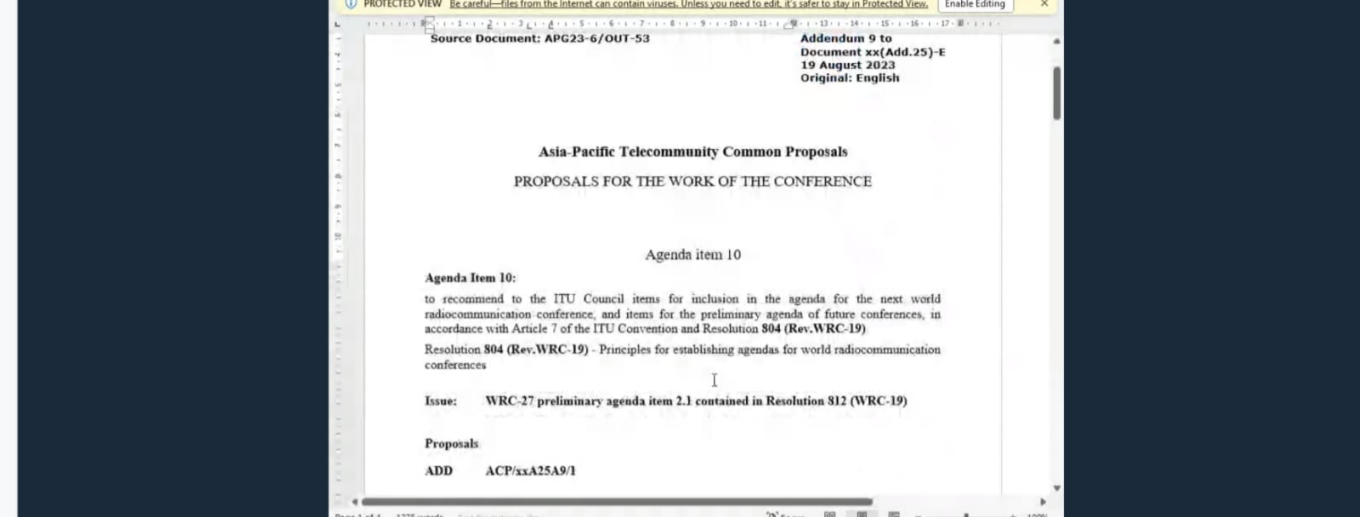 PROTECTED VIEW Be careful—files from the Internet can contain viruses. Unless you need to edit, it's safer to stay in Protected View. Enable Editing
Source Document: APG23-6/OUT-53
Addendum 9 to
Document xx(Add.25)-E
19 August 2023
Original: English
Asia-Pacific Telecommunity Common Proposals
PROPOSALS FOR THE WORK OF THE CONFERENCE
Agenda item 10
Agenda Item 10:
to recommend to the ITU Council items for inclusion in the agenda for the next world
radiocommunication conference, and items for the preliminary agenda of future conferences, in
accordance with Article 7 of the ITU Convention and Resolution 804 (Rev.WRC-19)
Resolution 804 (Rev.WRC-19) - Principles for establishing agendas for world radiocommunication
conferences
Issue: WRC-27 preliminary agenda item 2.1 contained in Resolution 812 (WRC-19)
Proposals
ADD ACP/xxA25A9/1